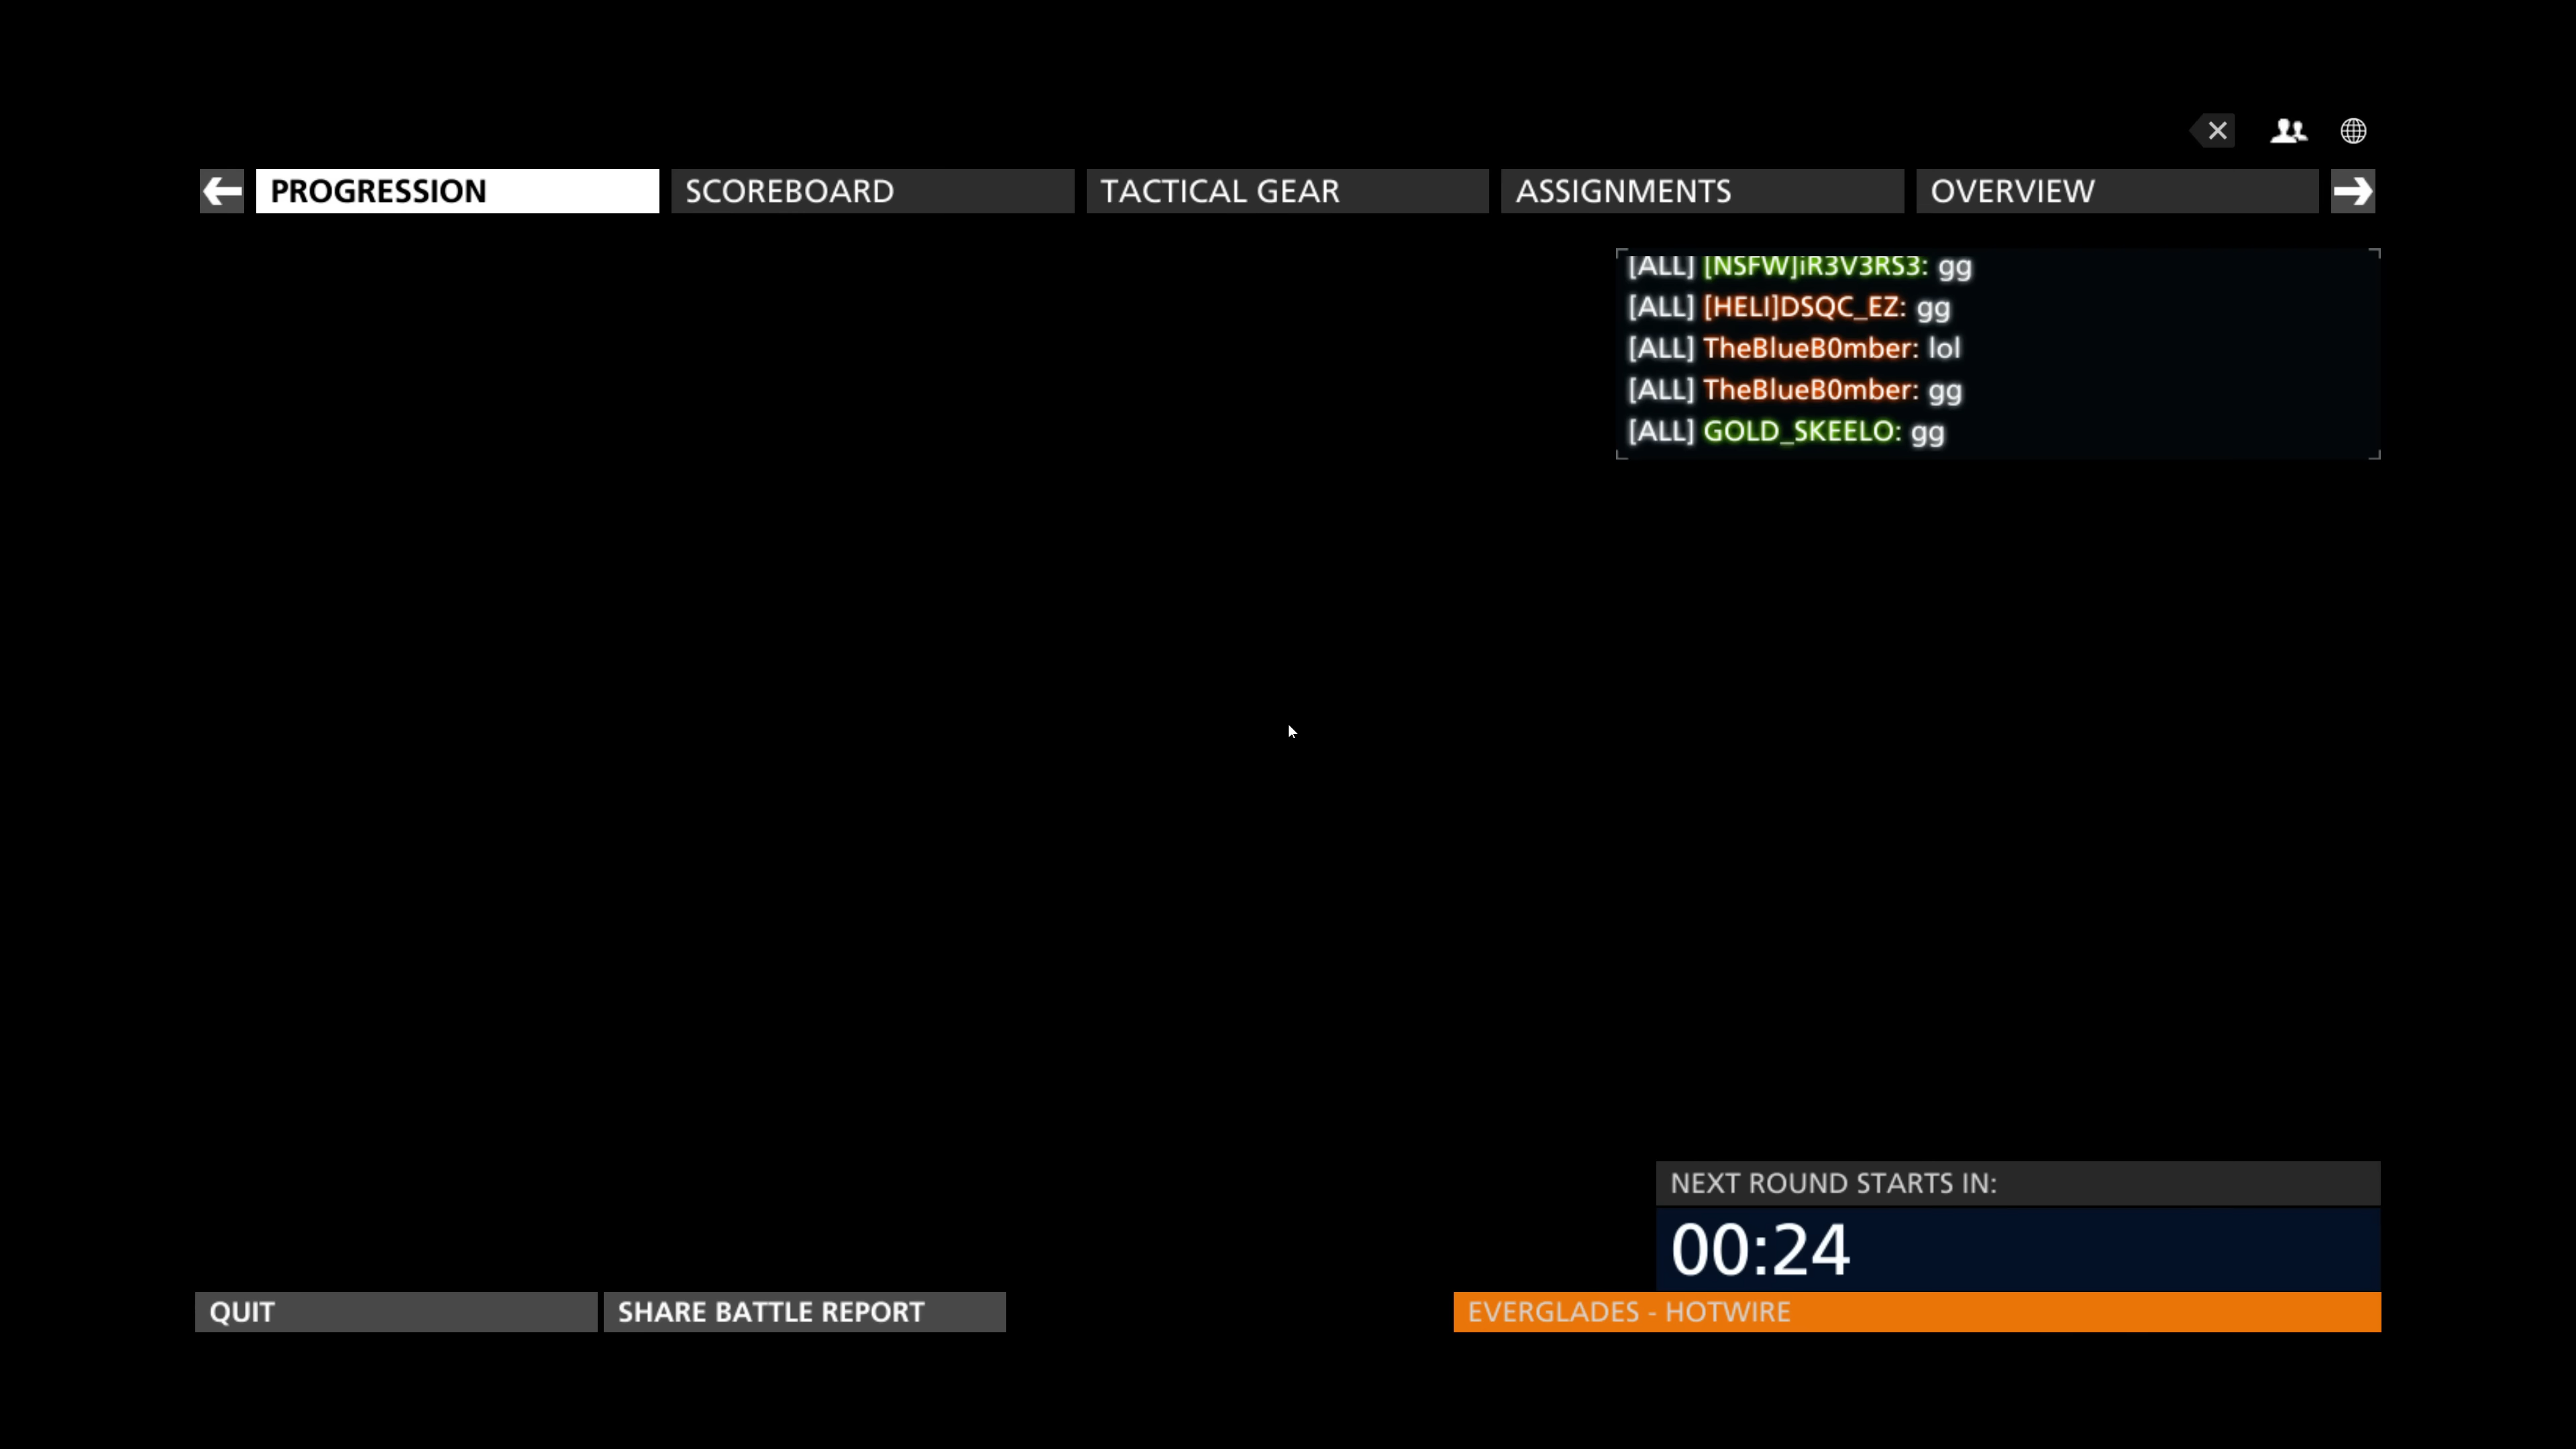 PROGRESSION
SCOREBOARD
TACTICAL GEAR
ASSIGNMENTS
OVERVIEW
[ALL] [NSFW]iR3V3RS3: gg
[ALL] [HELI]DSQC_EZ: gg
[ALL] TheBlueB0mber: lol
[ALL] TheBlueB0mber: gg
[ALL] GOLD_SKEELO: gg
NEXT ROUND STARTS IN:
00:24
QUIT
SHARE BATTLE REPORT
EVERGLADES - HOTWIRE